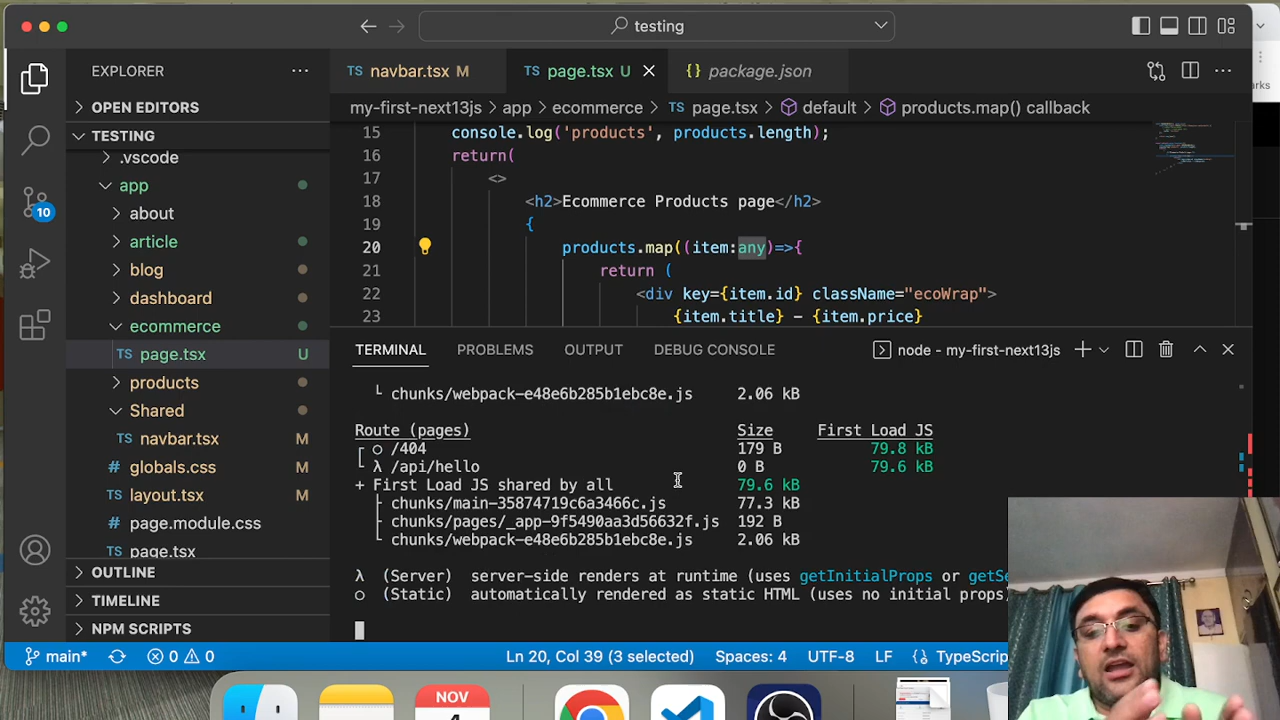 testing
EXPLORER
navbar.tsx M
page.tsx U
package.json
OPEN EDITORS
my-first-next13js > app > ecommerce > page.tsx > default > products.map() callback
TESTING
.vscode
app
about
article
blog
dashboard
ecommerce
page.tsx U
products
Shared
navbar.tsx M
globals.css M
layout.tsx M
page.module.css
page.tsx
OUTLINE
TIMELINE
NPM SCRIPTS
10
15 console.log('products', products.length);
16 return(
17 <>
18 <h2>Ecommerce Products page</h2>
19 {
20 products.map((item:any)=>{
21 return (
22 <div key={item.id} className="ecoWrap">
23 {item.title} - {item.price}
TERMINAL PROBLEMS OUTPUT DEBUG CONSOLE
node - my-first-next13js
└ chunks/webpack-e48e6b285b1ebc8e.js 2.06 kB
Route (pages) Size First Load JS
┌ ○ /404 179 B 79.8 kB
└ λ /api/hello 0 B 79.6 kB
+ First Load JS shared by all 79.6 kB
├ chunks/main-35874719c6a3466c.js 77.3 kB
├ chunks/pages/_app-9f5490aa3d56632f.js 192 B
└ chunks/webpack-e48e6b285b1ebc8e.js 2.06 kB
λ (Server) server-side renders at runtime (uses getInitialProps or getSe
○ (Static) automatically rendered as static HTML (uses no initial props)
main* 0 0 Ln 20, Col 39 (3 selected) Spaces: 4 UTF-8 LF {} TypeScrip
NOV
4